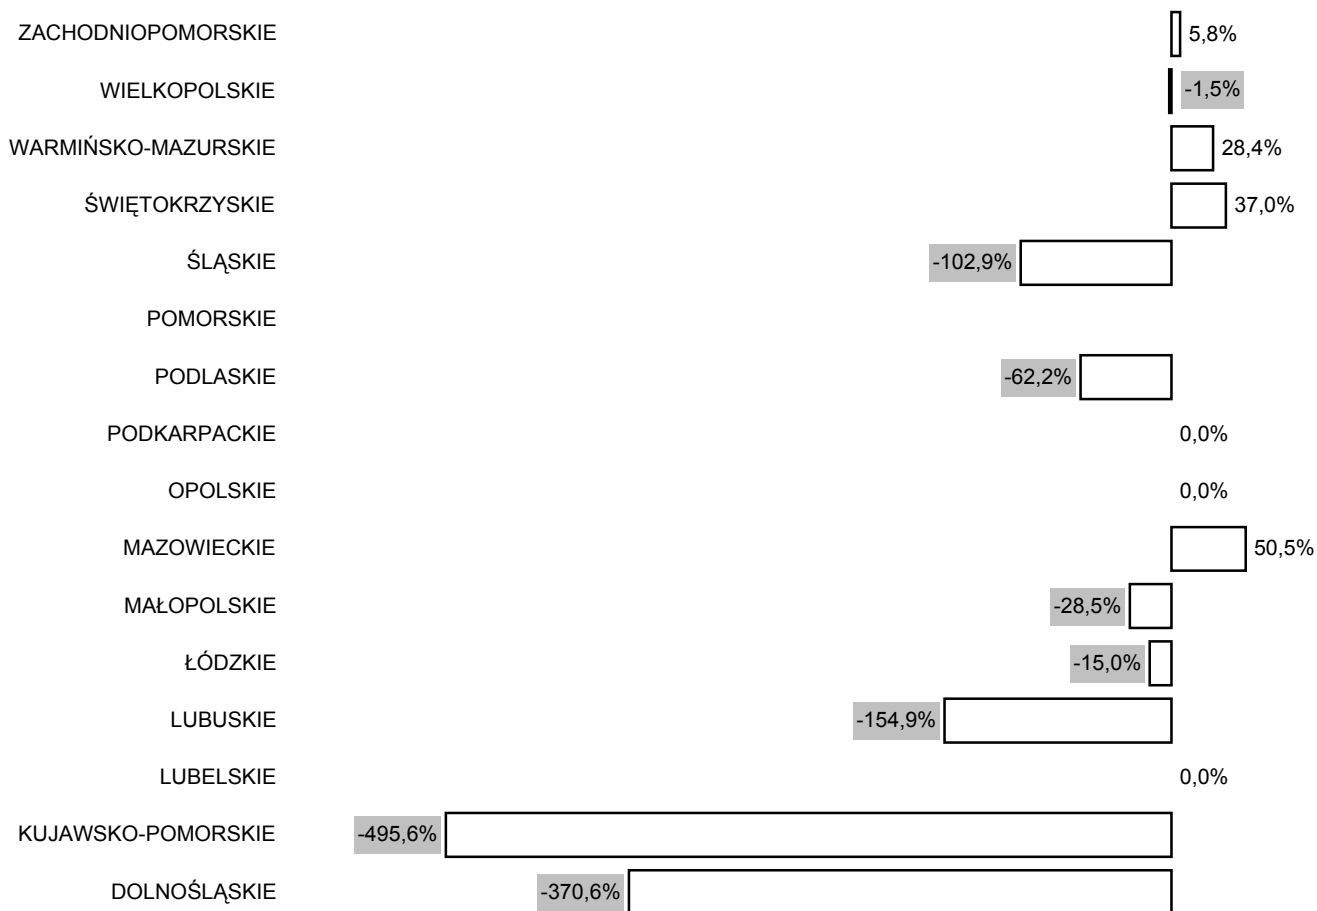 ZACHODNIOPOMORSKIE 5,8%
WIELKOPOLSKIE -1,5%
WARMIŃSKO-MAZURSKIE 28,4%
ŚWIĘTOKRZYSKIE 37,0%
ŚLĄSKIE -102,9%
POMORSKIE
PODLASKIE -62,2%
PODKARPACKIE 0,0%
OPOLSKIE 0,0%
MAZOWIECKIE 50,5%
MAŁOPOLSKIE -28,5%
ŁÓDZKIE -15,0%
LUBUSKIE -154,9%
LUBELSKIE 0,0%
KUJAWSKO-POMORSKIE -495,6%
DOLNOŚLĄSKIE -370,6%